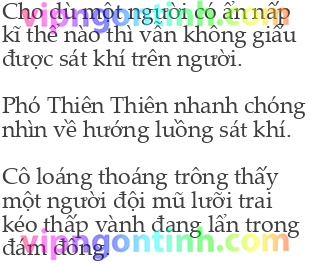 Cho dù một người có ẩn nấp
kĩ thế nào thì vẫn không giấu
được sát khí trên người.
Phó Thiên Thiên nhanh chóng
nhìn về hướng luồng sát khí.
Cô loáng thoáng trông thấy
một người đội mũ lưỡi trai
kéo thấp vành đang lẩn trong
đám đông.
vipngontinh.com
vipngontinh.com